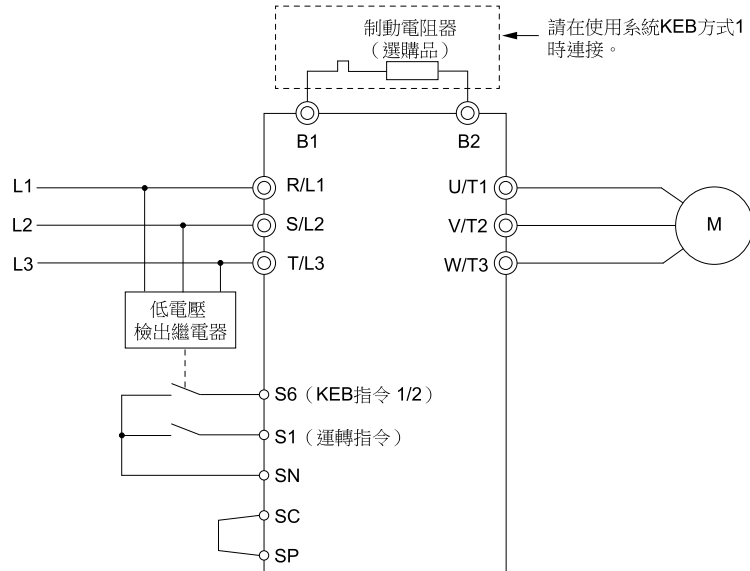 制動電阻器
（選購品）
請在使用系統KEB方式1
時連接。
B1
B2
L1
R/L1
U/T1
L2
S/L2
V/T2
M
L3
T/L3
W/T3
低電壓
檢出繼電器
S6（KEB指令 1/2）
S1（運轉指令）
SN
SC
SP